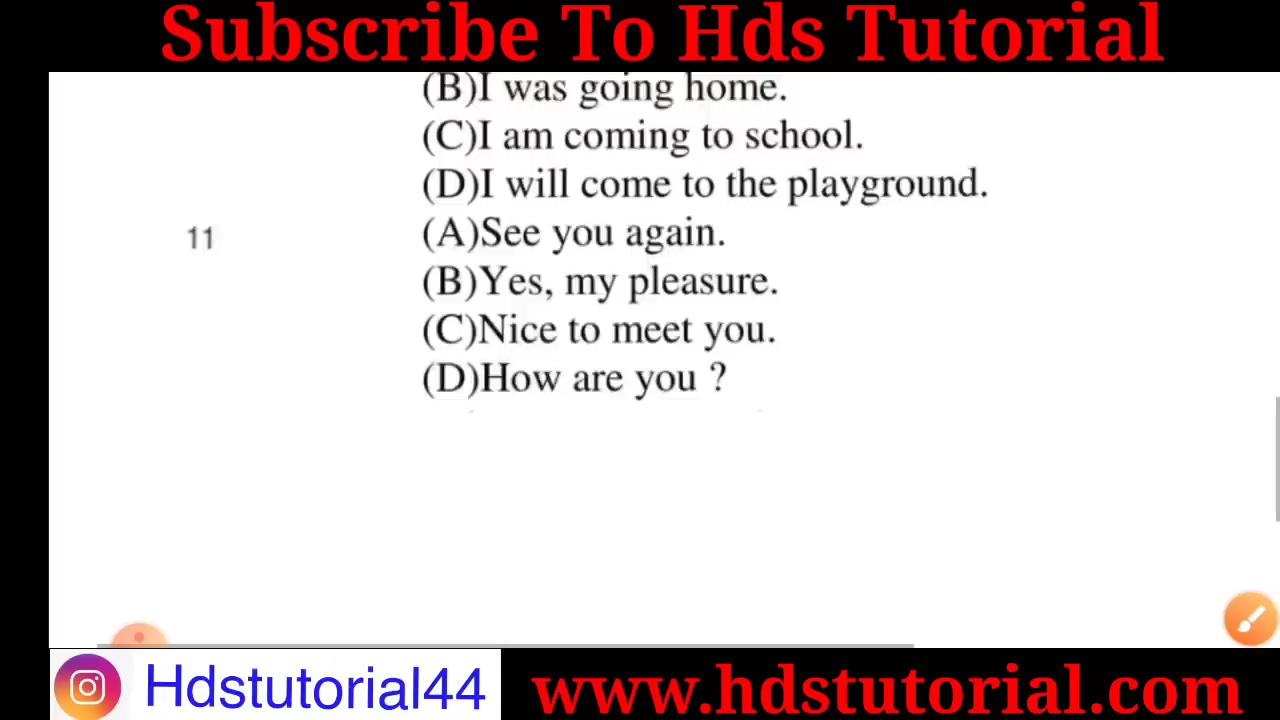 Subscribe To Hds Tutorial
(B)I was going home.
(C)I am coming to school.
(D)I will come to the playground.
11 (A)See you again.
(B)Yes, my pleasure.
(C)Nice to meet you.
(D)How are you ?
Hdstutorial44 www.hdstutorial.com